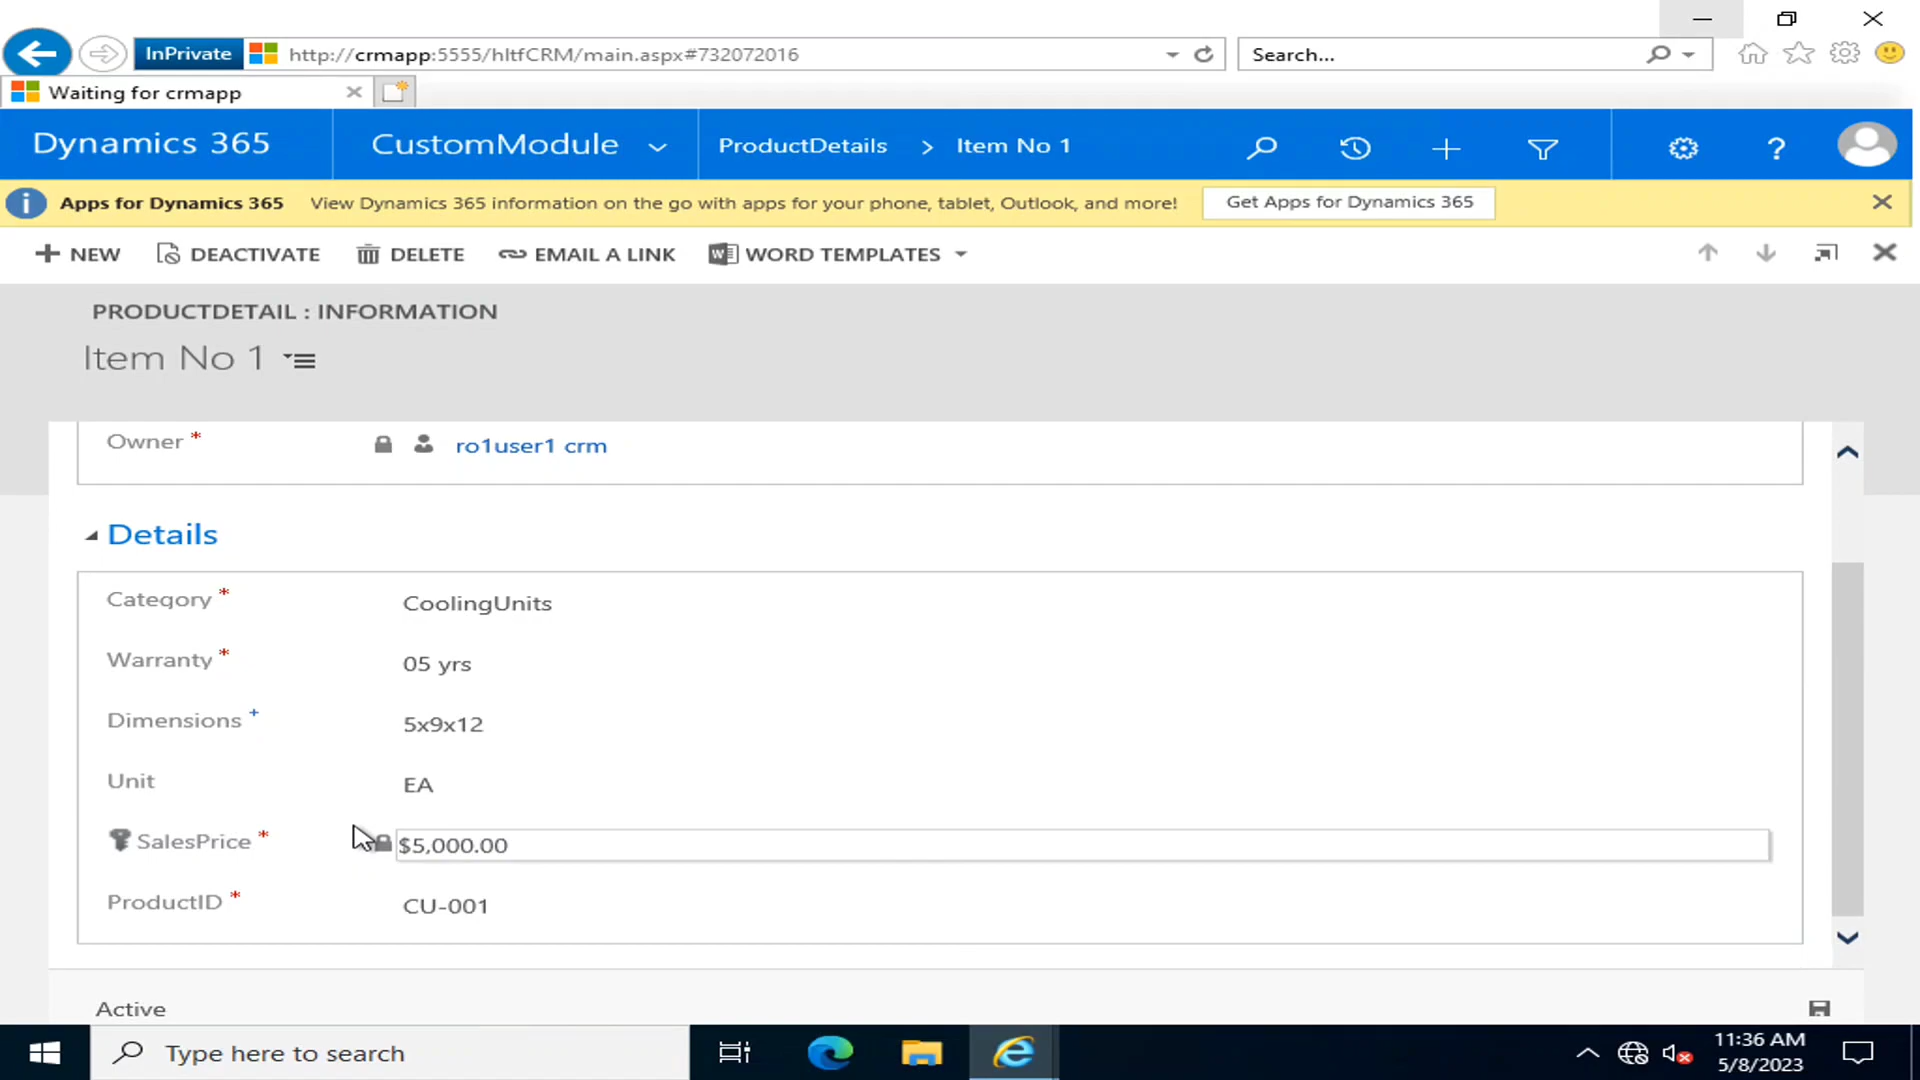 InPrivate http://crmapp:5555/hltfCRM/main.aspx#732072016 Search...
Waiting for crmapp
Dynamics 365 CustomModule ProductDetails > Item No 1 ?
Apps for Dynamics 365 View Dynamics 365 information on the go with apps for your phone, tablet, Outlook, and more! Get Apps for Dynamics 365
NEW DEACTIVATE DELETE EMAIL A LINK WORD TEMPLATES
PRODUCTDETAIL : INFORMATION
Item No 1
Owner * ro1user1 crm
Details
Category * CoolingUnits
Warranty * 05 yrs
Dimensions + 5x9x12
Unit EA
SalesPrice * $5,000.00
ProductID * CU-001
Active
Type here to search 11:36 AM
5/8/2023